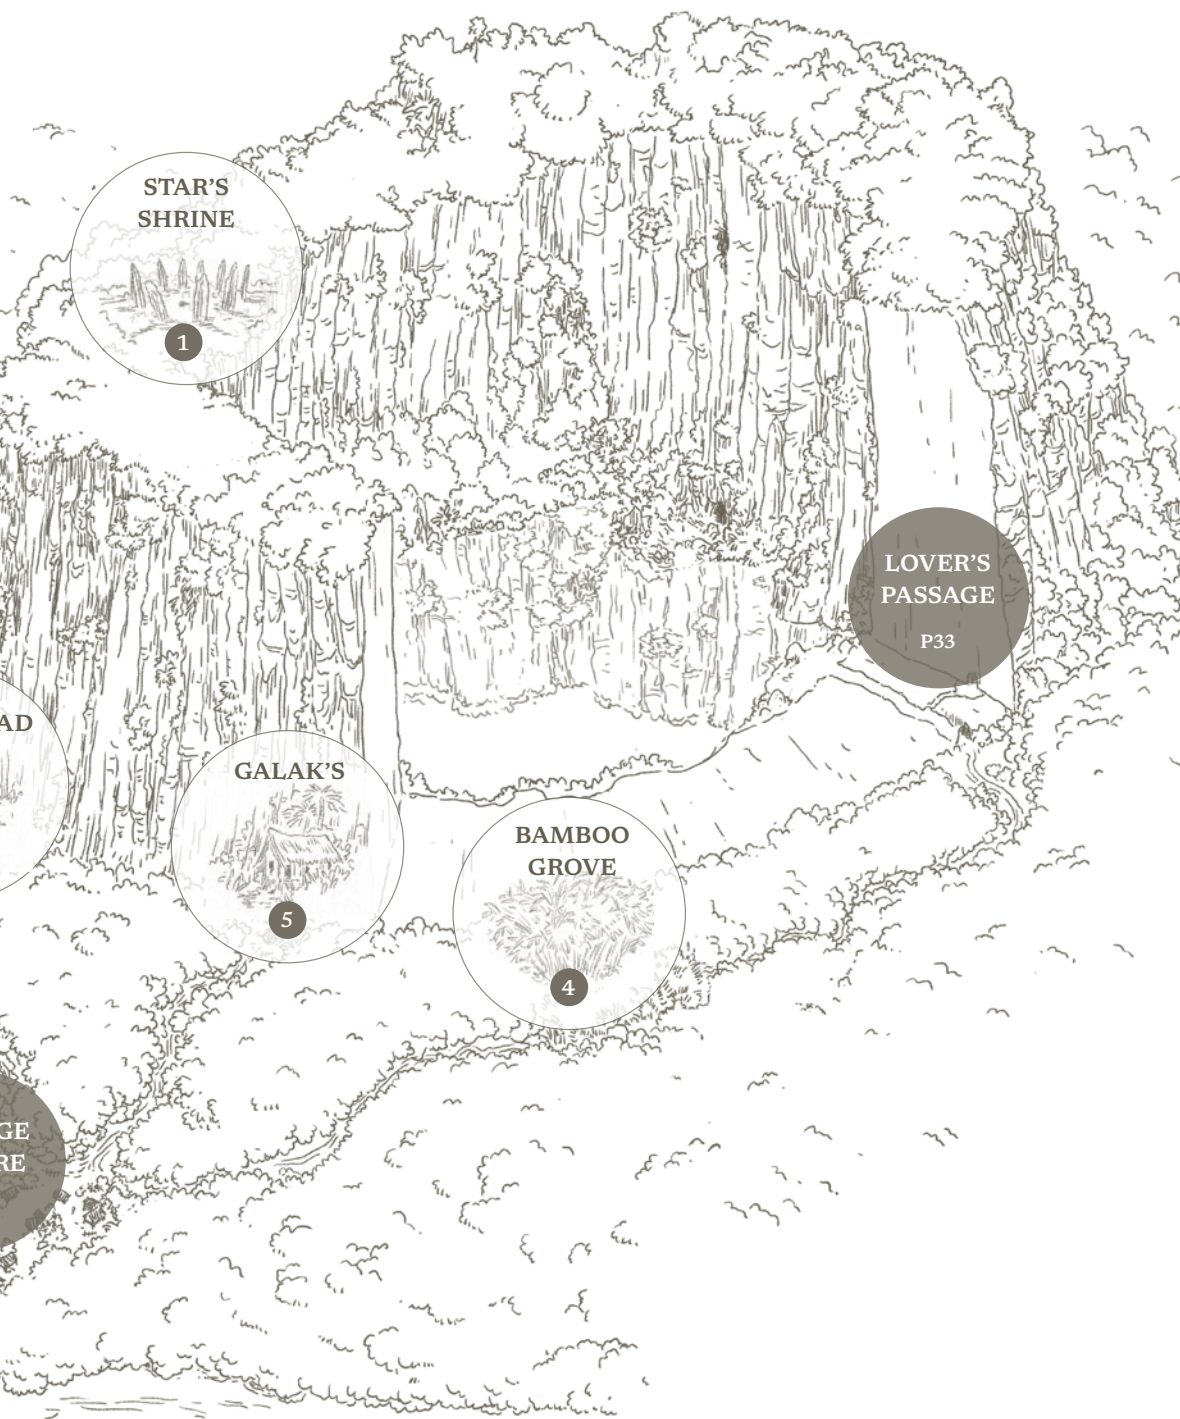 STAR'S
SHRINE
1
LOVER'S
PASSAGE
P33
AD
GALAK'S
5
BAMBOO
GROVE
4
GE
RE